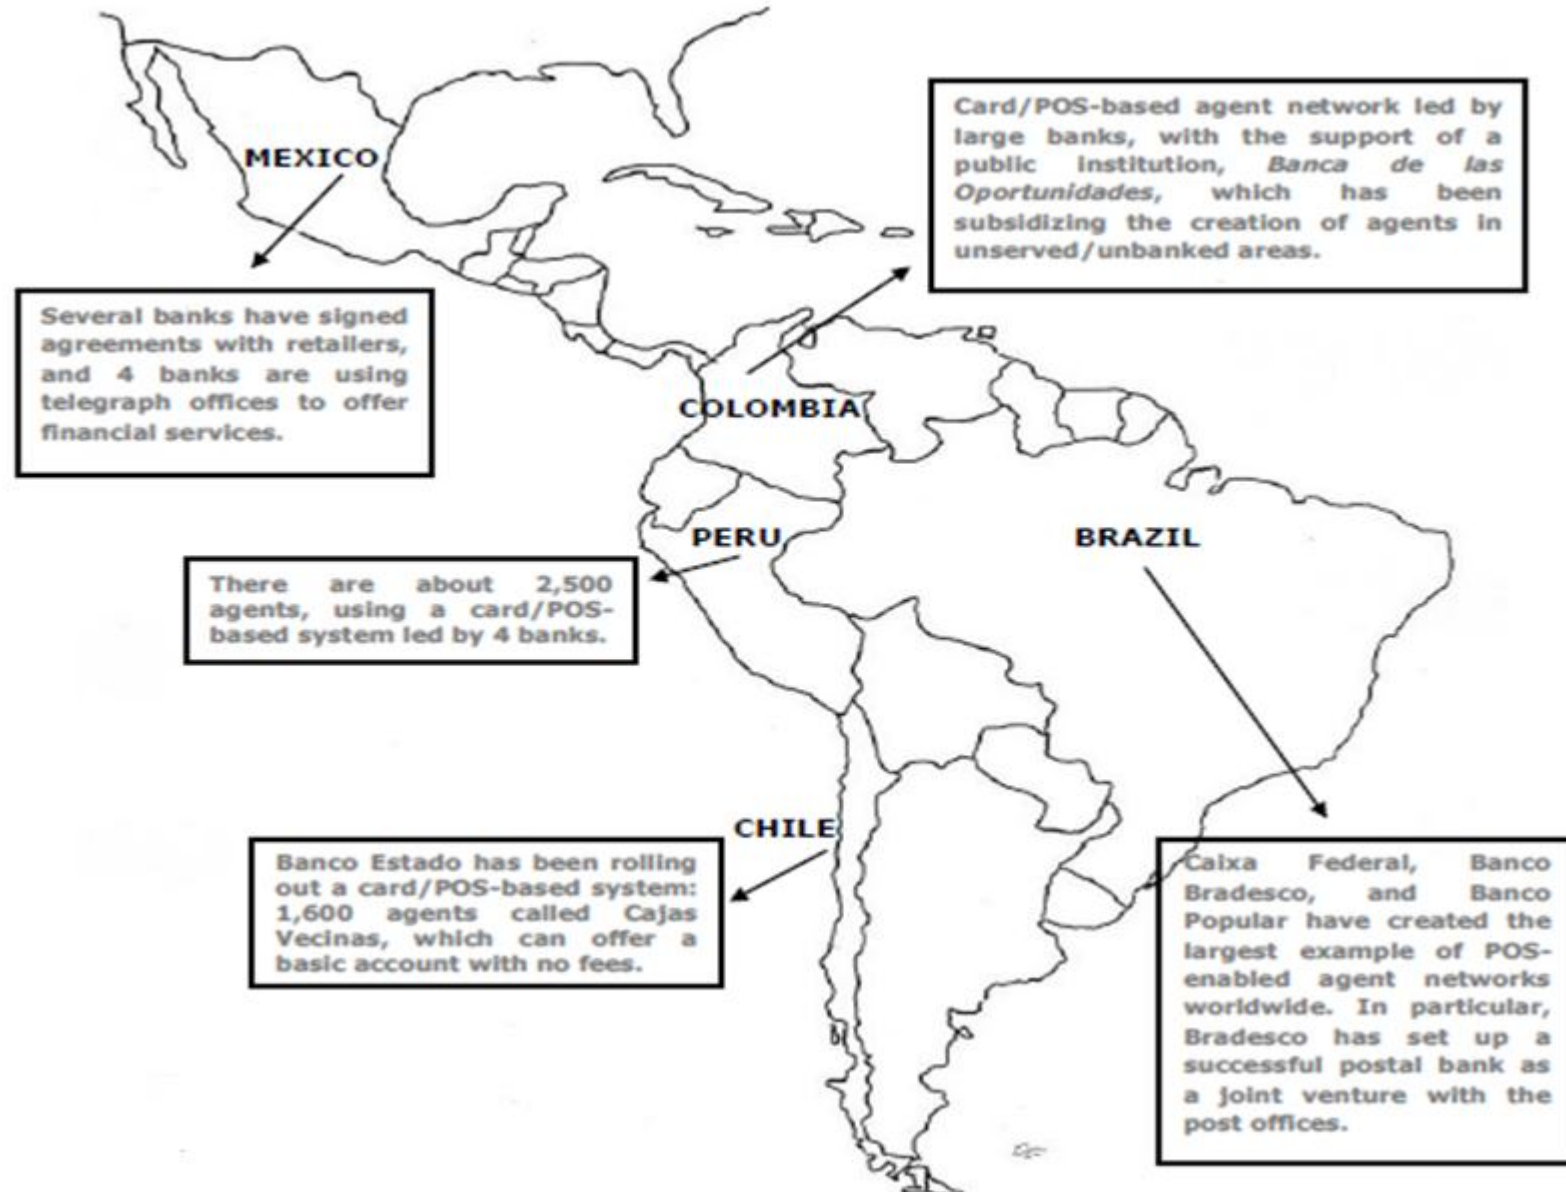 MEXICO
Several banks have signed
agreements with retailers,
and 4 banks are using
telegraph offices to offer
financial services.
Card/POS-based agent network led by
large banks, with the support of a
public institution, Banca de las
Oportunidades, which has been
subsidizing the creation of agents in
unserved/unbanked areas.
COLOMBIA
PERU
There are about 2,500
agents, using a card/POS-
based system led by 4 banks.
BRAZIL
CHILE
Banco Estado has been rolling
out a card/POS-based system:
1,600 agents called Cajas
Vecinas, which can offer a
basic account with no fees.
Caixa Federal, Banco
Bradesco, and Banco
Popular have created the
largest example of POS-
enabled agent networks
worldwide. In particular,
Bradesco has set up a
successful postal bank as
a joint venture with the
post offices.